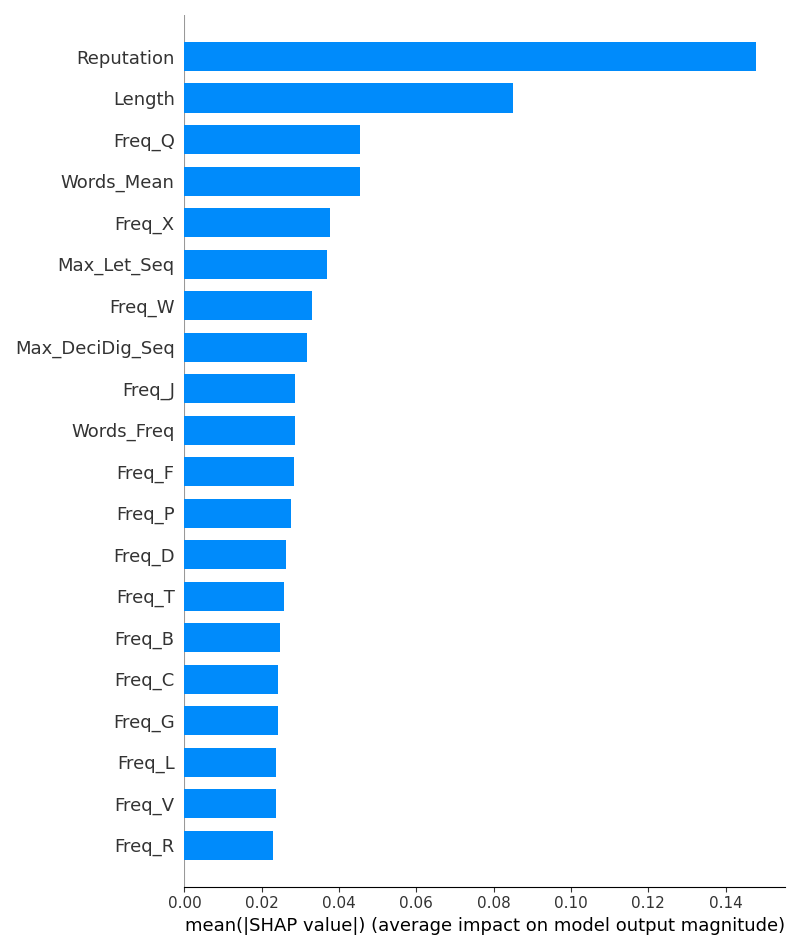 Reputation
Length
Freq_Q
Words_Mean
Freq_X
Max_Let_Seq
Freq_W
Max_DeciDig_Seq
Freq_J
Words_Freq
Freq_F
Freq_P
Freq_D
Freq_T
Freq_B
Freq_C
Freq_G
Freq_L
Freq_V
Freq_R
0.00 0.02 0.04 0.06 0.08 0.10 0.12 0.14
mean(|SHAP value|) (average impact on model output magnitude)